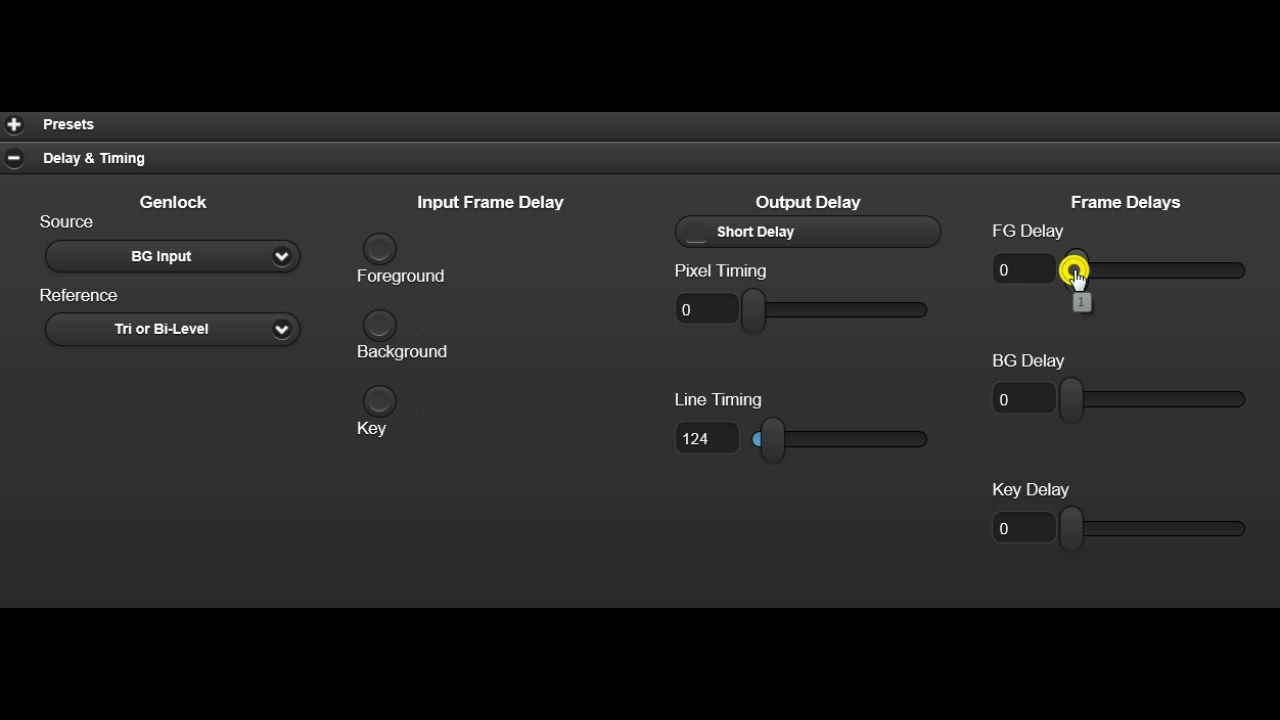 Presets
Delay & Timing
Genlock
Source
BG Input
Reference
Tri or Bi-Level
Input Frame Delay
Foreground
Background
Key
Output Delay
Short Delay
Pixel Timing
0
Line Timing
124
Frame Delays
FG Delay
0
1
BG Delay
0
Key Delay
0